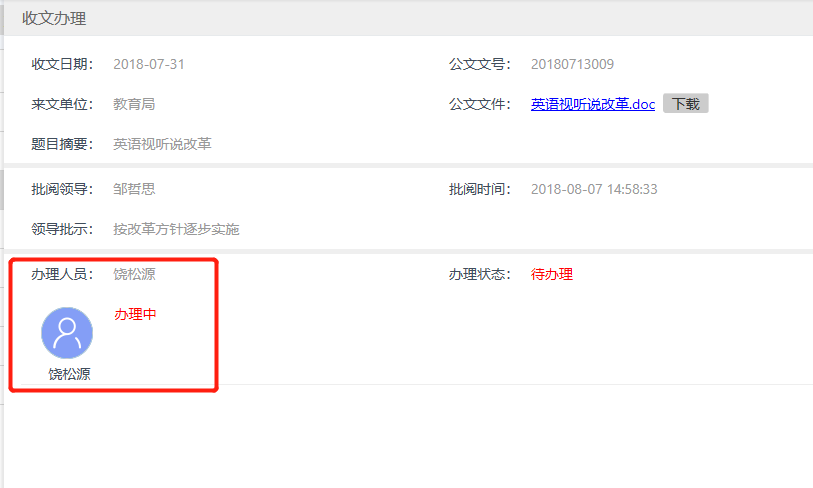 收文办理
收文日期： 2018-07-31 公文文号： 20180713009
来文单位： 教育局 公文文件： 英语视听说改革.doc 下载
题目摘要： 英语视听说改革
批阅领导： 邹哲思 批阅时间： 2018-08-07 14:58:33
领导批示： 按改革方针逐步实施
办理人员： 饶松源 办理状态： 待办理
办理中
饶松源